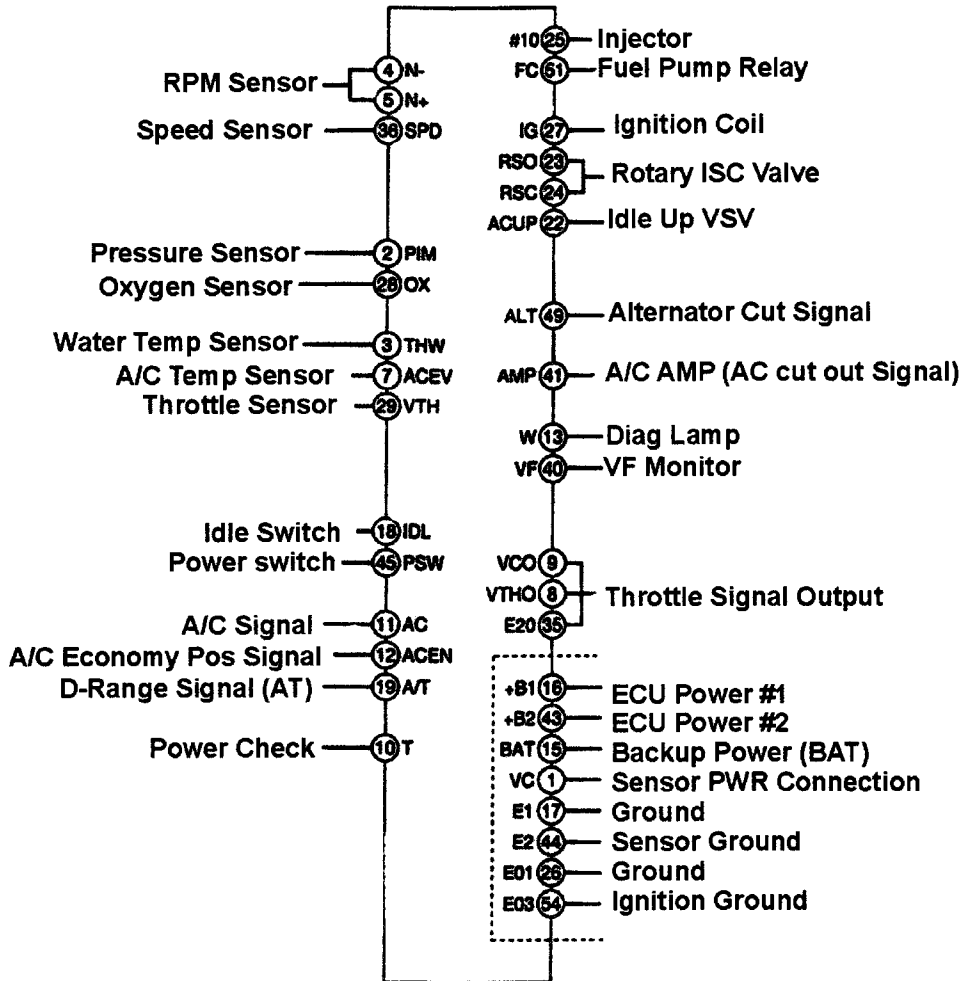 RPM Sensor 4 N-
5 N+
Speed Sensor 36 SPD
Pressure Sensor 2 PIM
Oxygen Sensor 28 OX
Water Temp Sensor 3 THW
A/C Temp Sensor 7 ACEV
Throttle Sensor 29 VTH
Idle Switch 18 IDL
Power switch 45 PSW
A/C Signal 11 AC
A/C Economy Pos Signal 12 ACEN
D-Range Signal (AT) 19 A/T
Power Check 10 T
#10 25 Injector
FC 51 Fuel Pump Relay
IG 27 Ignition Coil
RSO 23
Rotary ISC Valve
RSC 24
ACUP 22 Idle Up VSV
ALT 49 Alternator Cut Signal
AMP 41 A/C AMP (AC cut out Signal)
W 13 Diag Lamp
VF 40 VF Monitor
VCO 9
VTHO 8 Throttle Signal Output
E20 35
+B1 16 ECU Power #1
+B2 43 ECU Power #2
BAT 15 Backup Power (BAT)
VC 1 Sensor PWR Connection
E1 17 Ground
E2 44 Sensor Ground
E01 26 Ground
E03 54 Ignition Ground